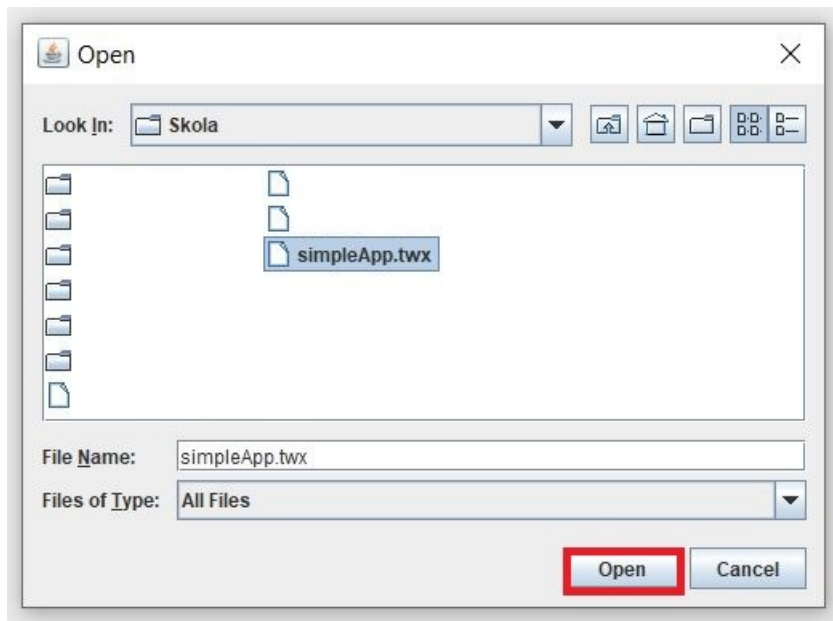 Open
Look In: Skola
simpleApp.twx
File Name: simpleApp.twx
Files of Type: All Files
Open Cancel